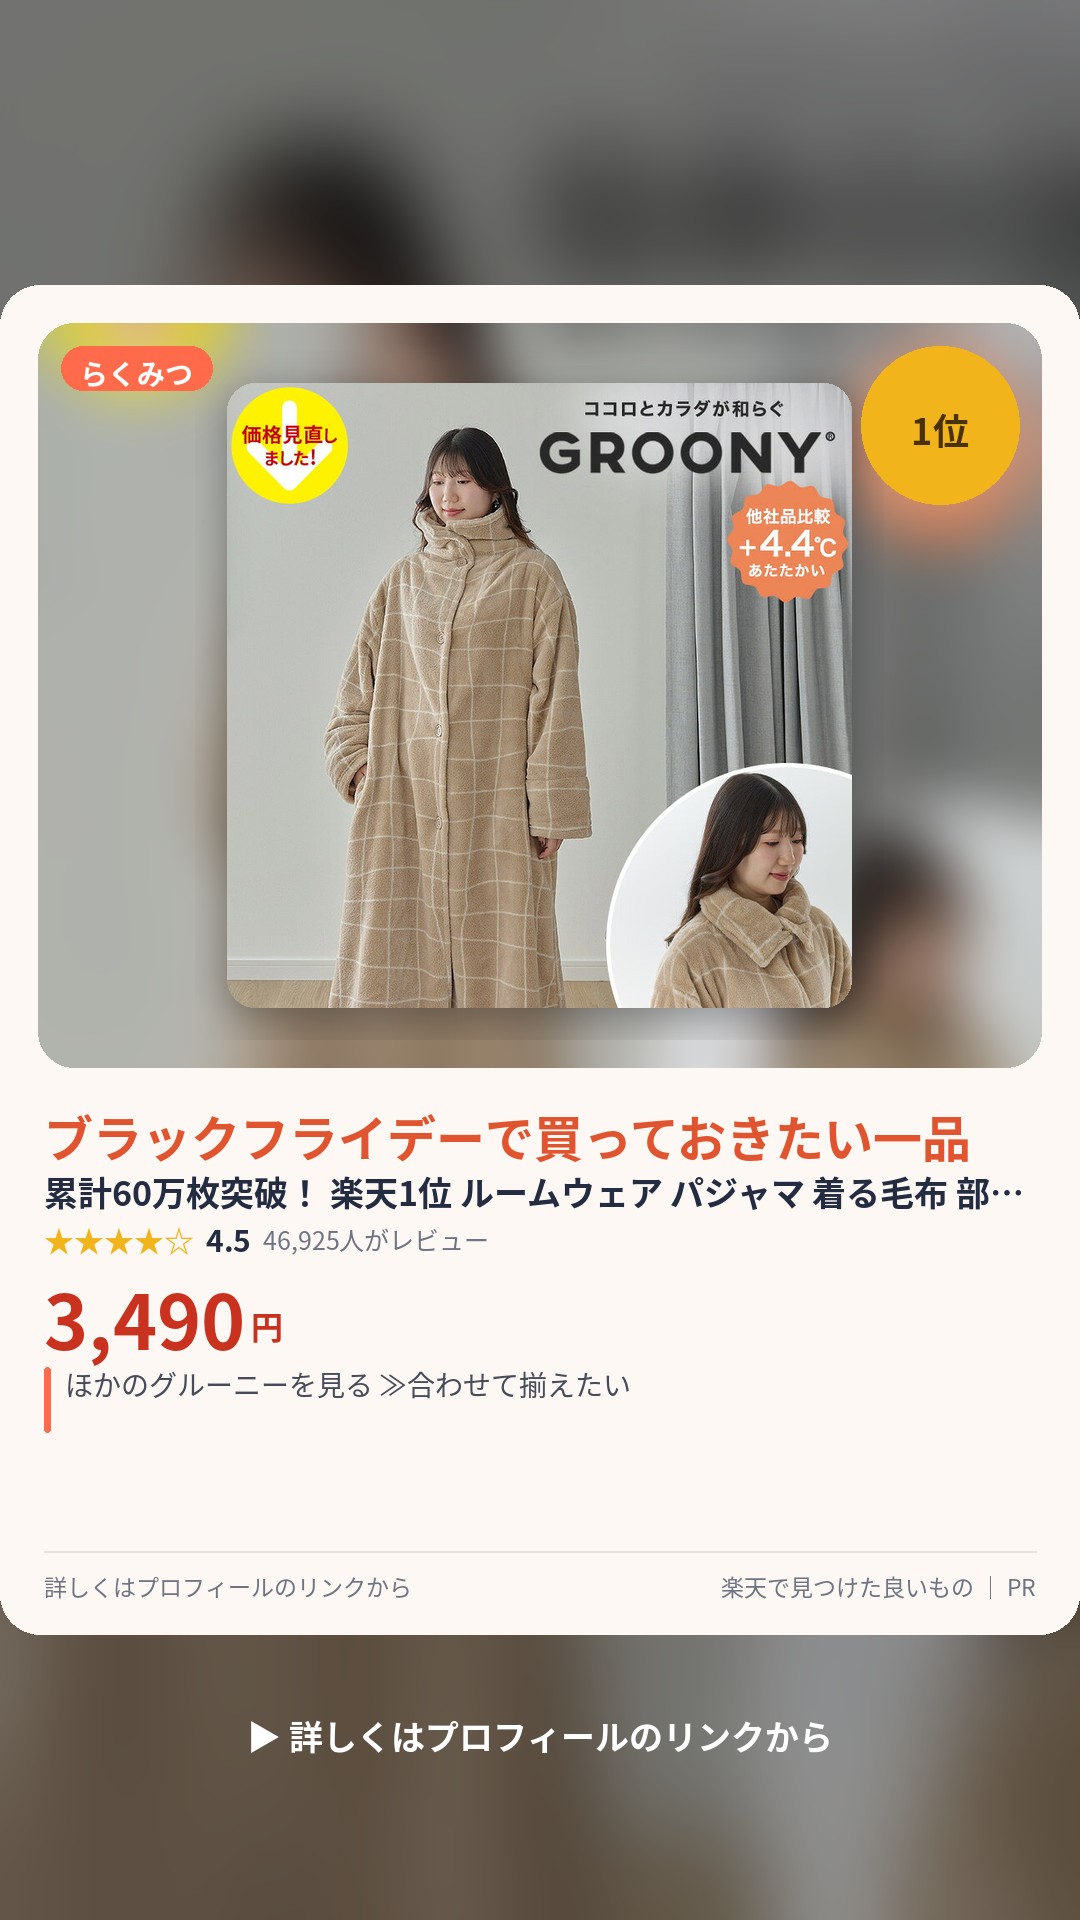 らくみつ
価格見直し
ました!
ココロとカラダが和らぐ
GROONY®
他社品比較
+4.4℃
あたたかい
1位
ブラックフライデーで買っておきたい一品
累計60万枚突破！ 楽天1位 ルームウェア パジャマ 着る毛布 部…
★★★★☆ 4.5 46,925人がレビュー
3,490円
ほかのグルーニーを見る ≫合わせて揃えたい
詳しくはプロフィールのリンクから
楽天で見つけた良いもの ｜ PR
▶ 詳しくはプロフィールのリンクから